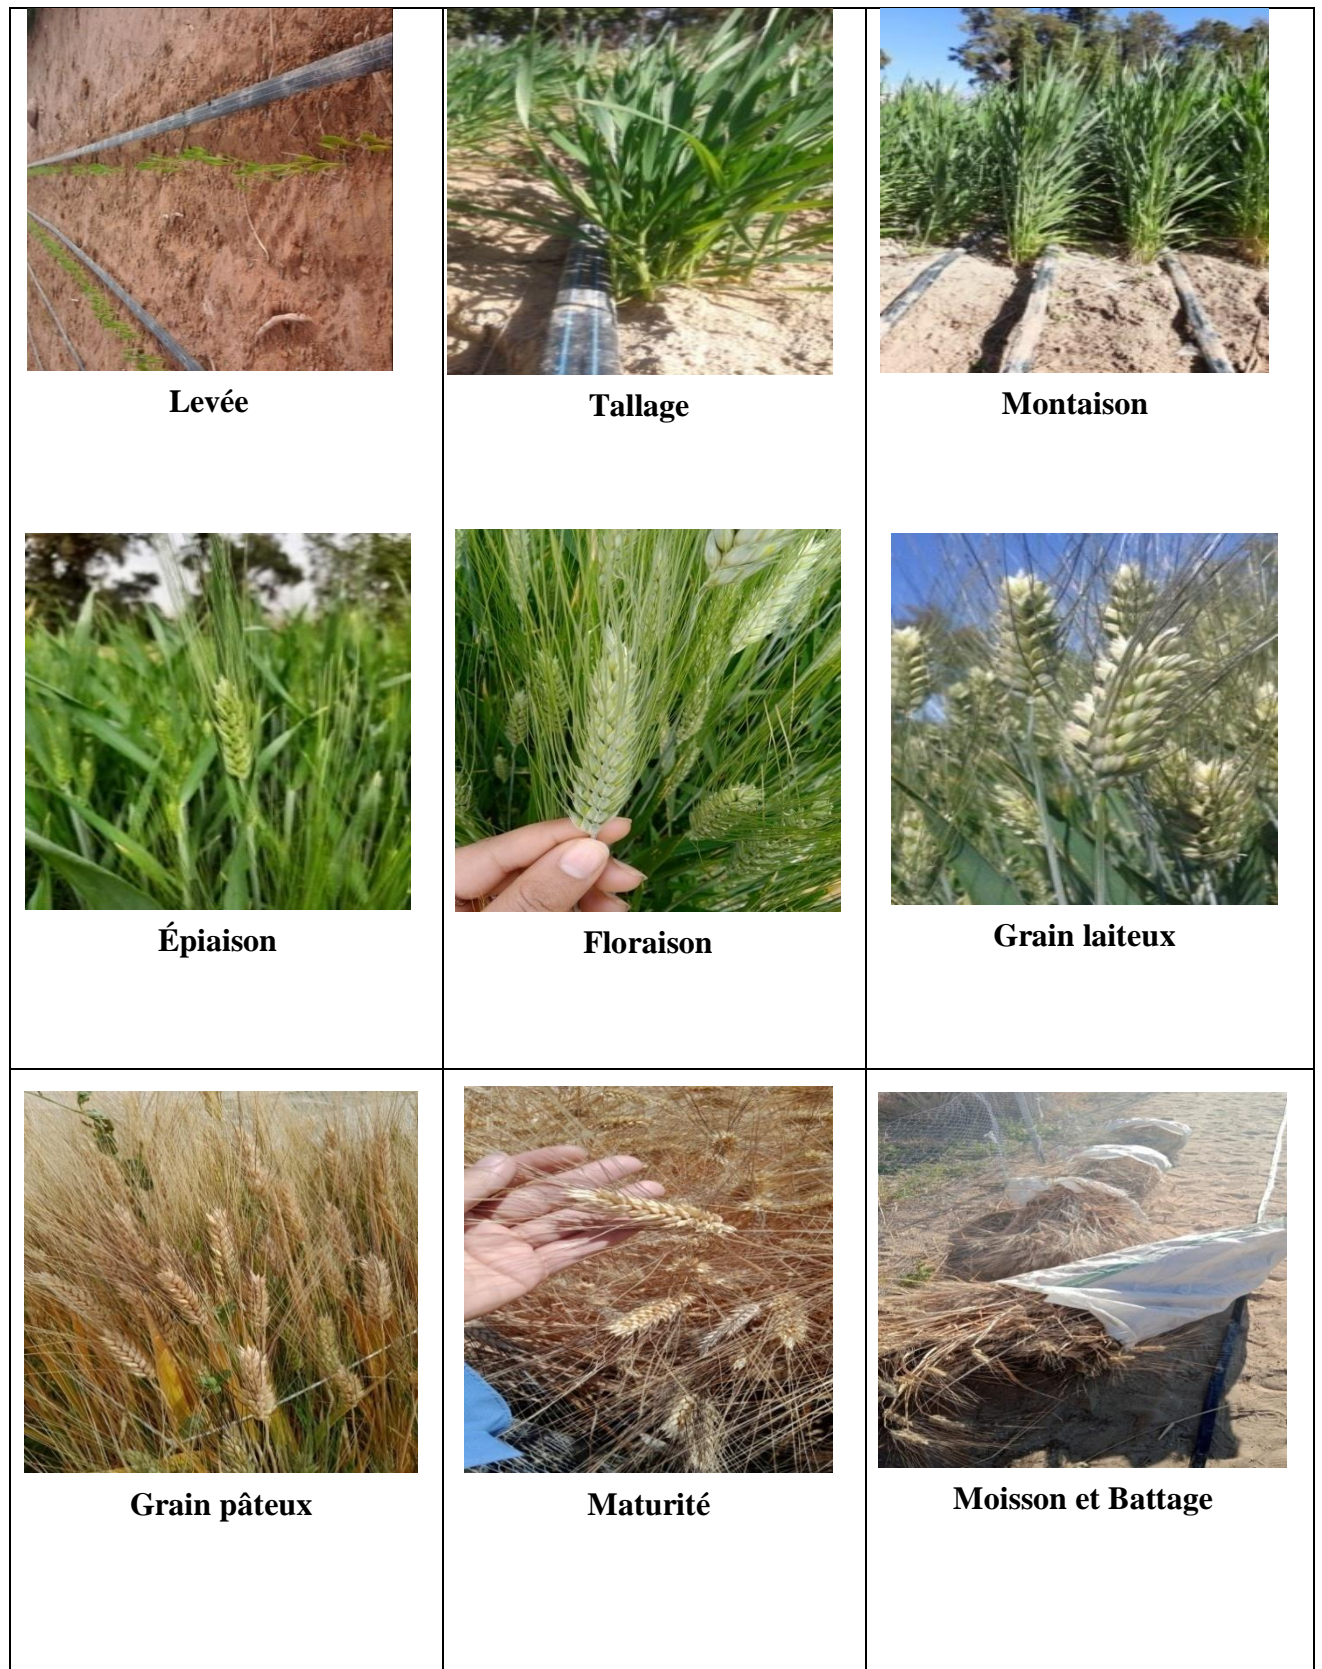 Levée
Tallage
Montaison
Épiaison
Floraison
Grain laiteux
Grain pâteux
Maturité
Moisson et Battage